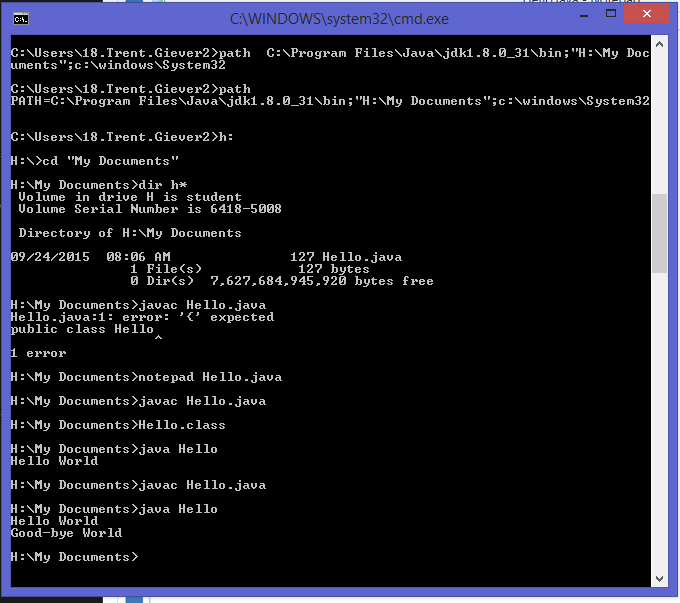 Hello.java - Notepad
C:\WINDOWS\system32\cmd.exe
C:\.
C:\Users\18.Trent.Giever2>path  C:\Program Files\Java\jdk1.8.0_31\bin;"H:\My Doc
uments";c:\windows\System32
C:\Users\18.Trent.Giever2>path
PATH=C:\Program Files\Java\jdk1.8.0_31\bin;"H:\My Documents";c:\windows\System32
C:\Users\18.Trent.Giever2>h:
H:\>cd "My Documents"
H:\My Documents>dir h*
 Volume in drive H is student
 Volume Serial Number is 6418-5008
 Directory of H:\My Documents
09/24/2015  08:06 AM               127 Hello.java
               1 File(s)            127 bytes
               0 Dir(s)  7,627,684,945,920 bytes free
H:\My Documents>javac Hello.java
Hello.java:1: error: '{' expected
public class Hello
                  ^
1 error
H:\My Documents>notepad Hello.java
H:\My Documents>javac Hello.java
H:\My Documents>Hello.class
H:\My Documents>java Hello
Hello World
H:\My Documents>javac Hello.java
H:\My Documents>java Hello
Hello World
Good-bye World
H:\My Documents>